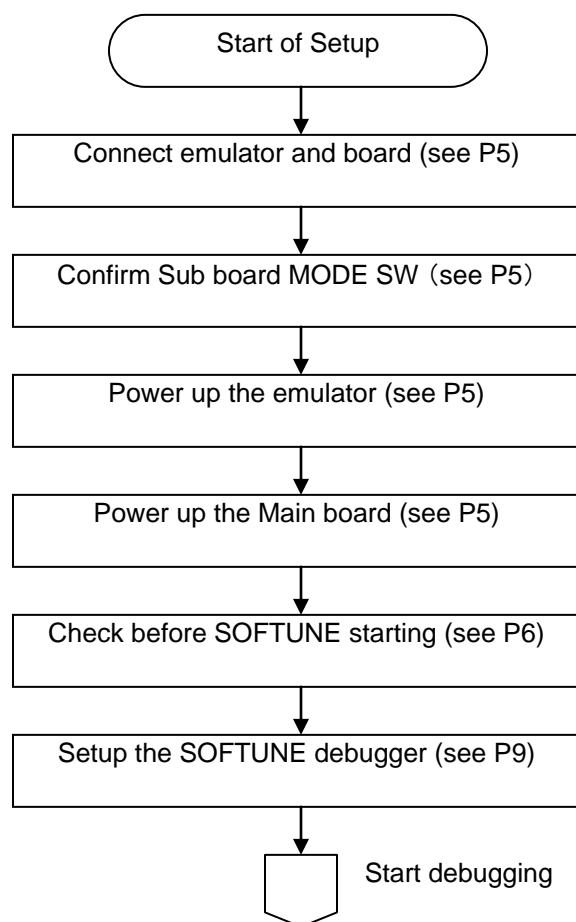 Start of Setup
Connect emulator and board (see P5)
Confirm Sub board MODE SW（see P5）
Power up the emulator (see P5)
Power up the Main board (see P5)
Check before SOFTUNE starting (see P6)
Setup the SOFTUNE debugger (see P9)
Start debugging